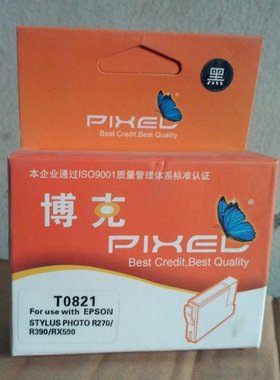 黑
PIXEL
Best Credit,Best Quality
本企业通过ISO9001质量管理体系标准认证
博克
PIXEL
Best Credit,Best Quality
T0821
For use with EPSON
STYLUS PHOTO R270/
R390/RX590